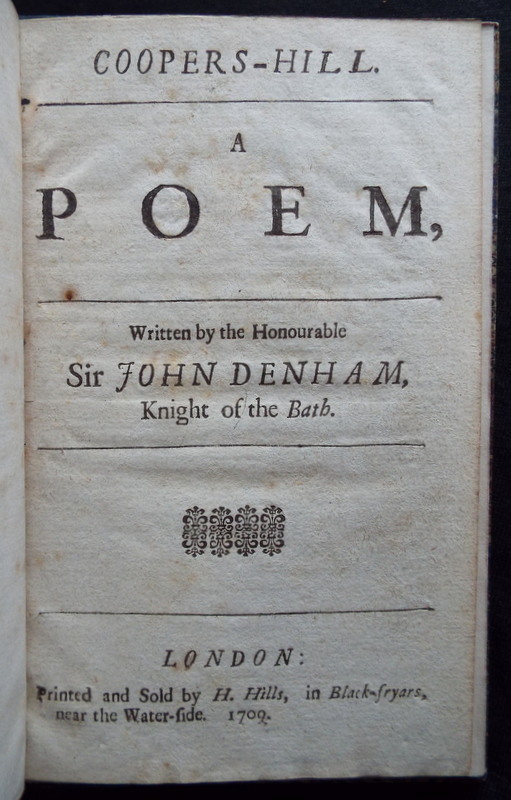 COOPERS-HILL.
A
POEM,
Written by the Honourable
Sir JOHN DENHAM,
Knight of the Bath.
LONDON:
Printed and Sold by H. Hills, in Black-fryars,
near the Water-ſide. 1709.